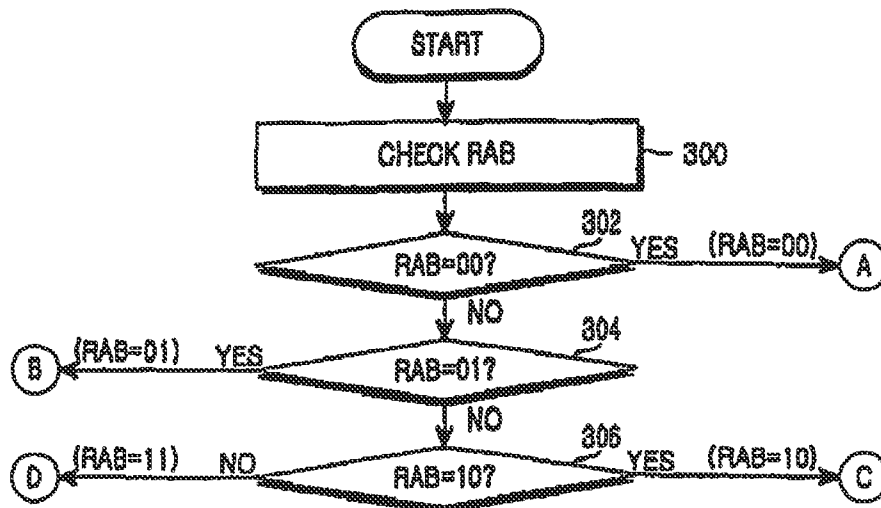 START
CHECK RAB
300
302
RAB=00?
YES
(RAB=00)
A
NO
304
RAB=01?
YES
(RAB=01)
B
NO
306
RAB=10?
NO
(RAB=11)
D
YES
(RAB=10)
C